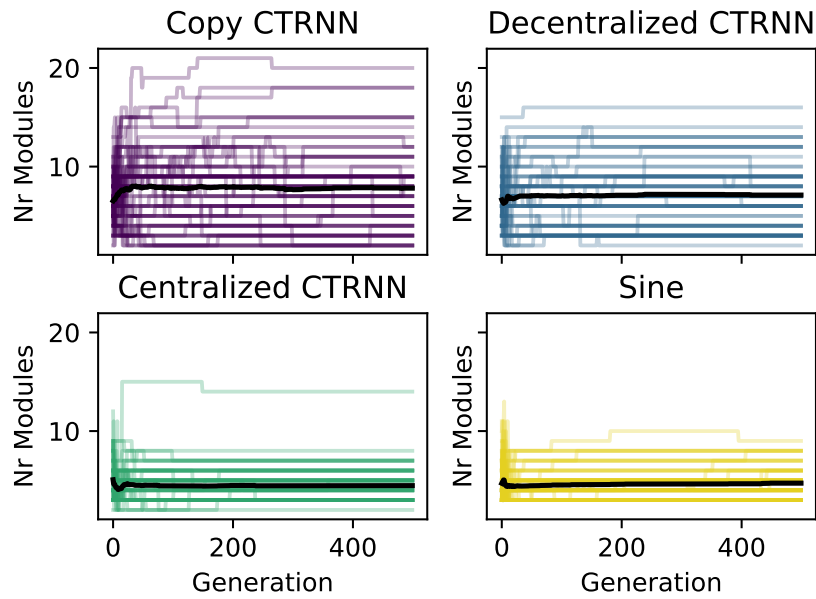 Copy CTRNN
Decentralized CTRNN
Nr Modules
20
10
Nr Modules
Centralized CTRNN
Sine
Nr Modules
20
10
0
200
400
Generation
Nr Modules
0
200
400
Generation